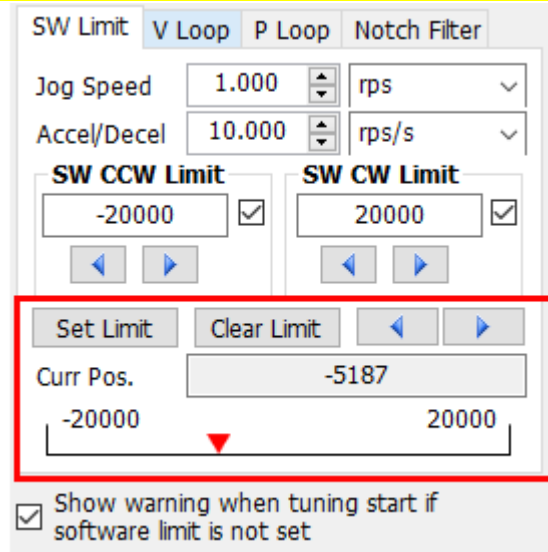 SW Limit V Loop P Loop Notch Filter
Jog Speed 1.000 rps
Accel/Decel 10.000 rps/s
SW CCW Limit SW CW Limit
-20000 20000
Set Limit Clear Limit
Curr Pos. -5187
-20000 20000
Show warning when tuning start if
software limit is not set